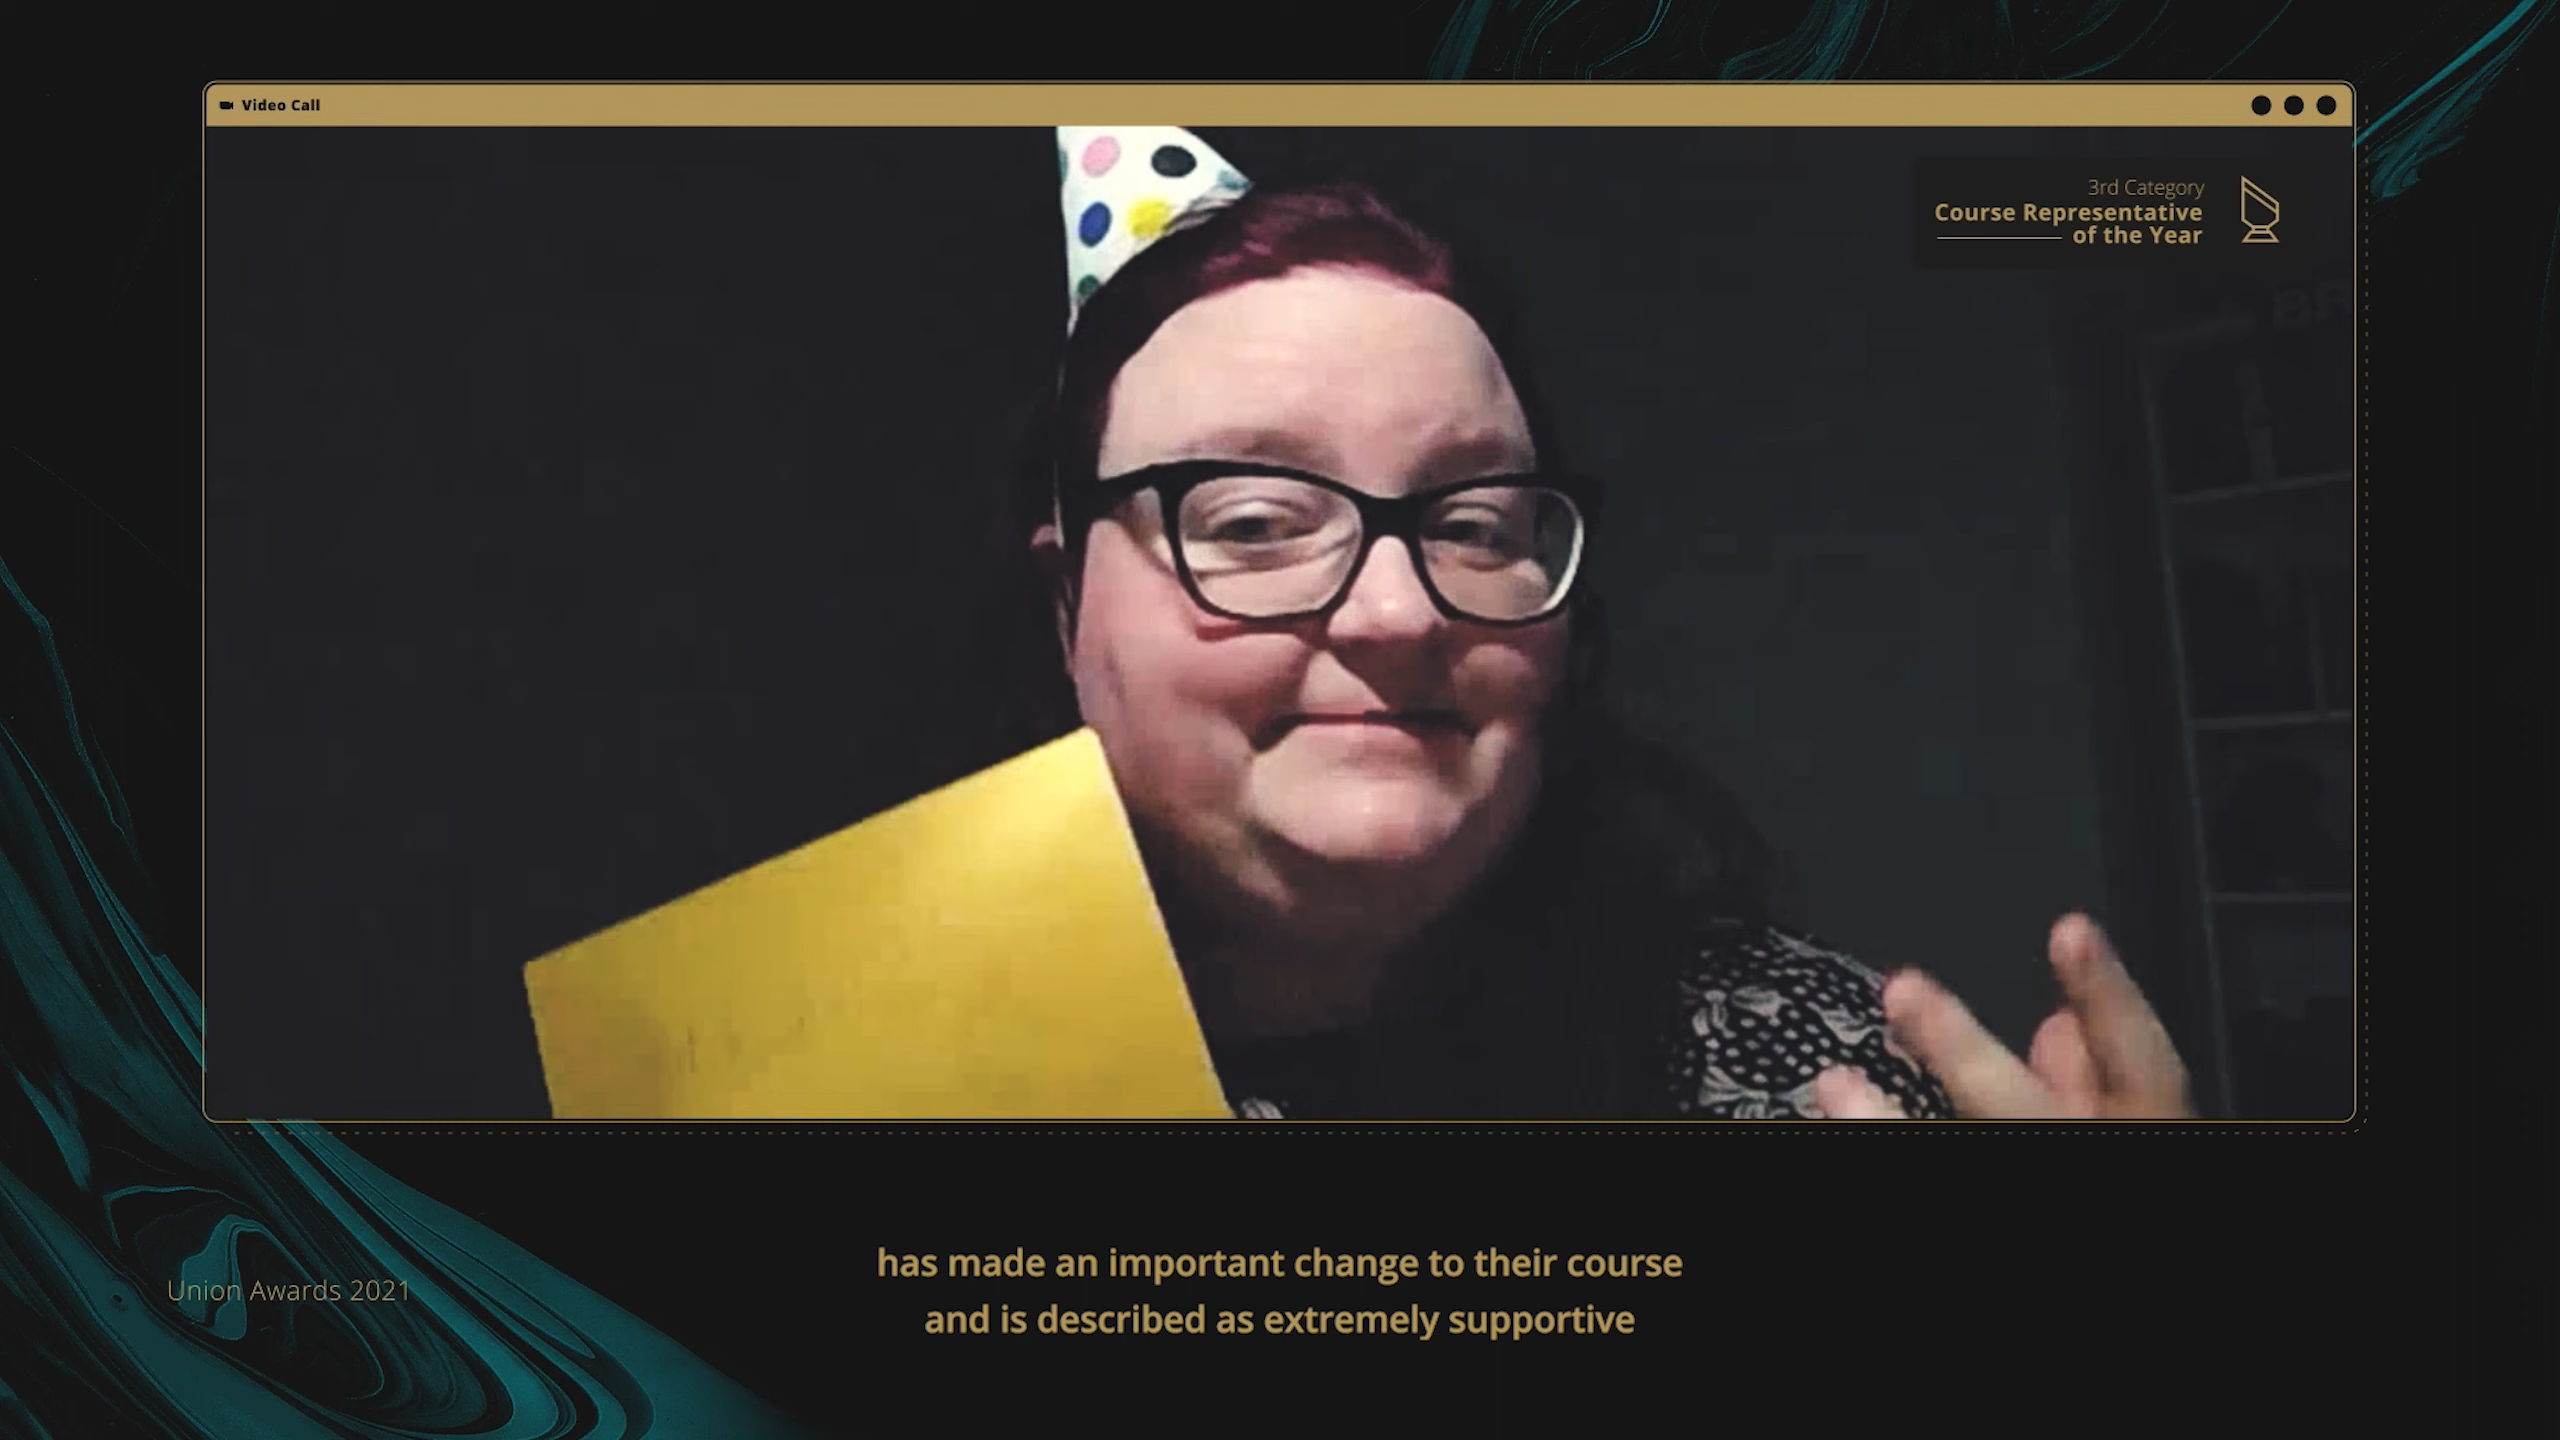 Video Call
3rd Category
Course Representative
of the Year
Union Awards 2021
has made an important change to their course
and is described as extremely supportive